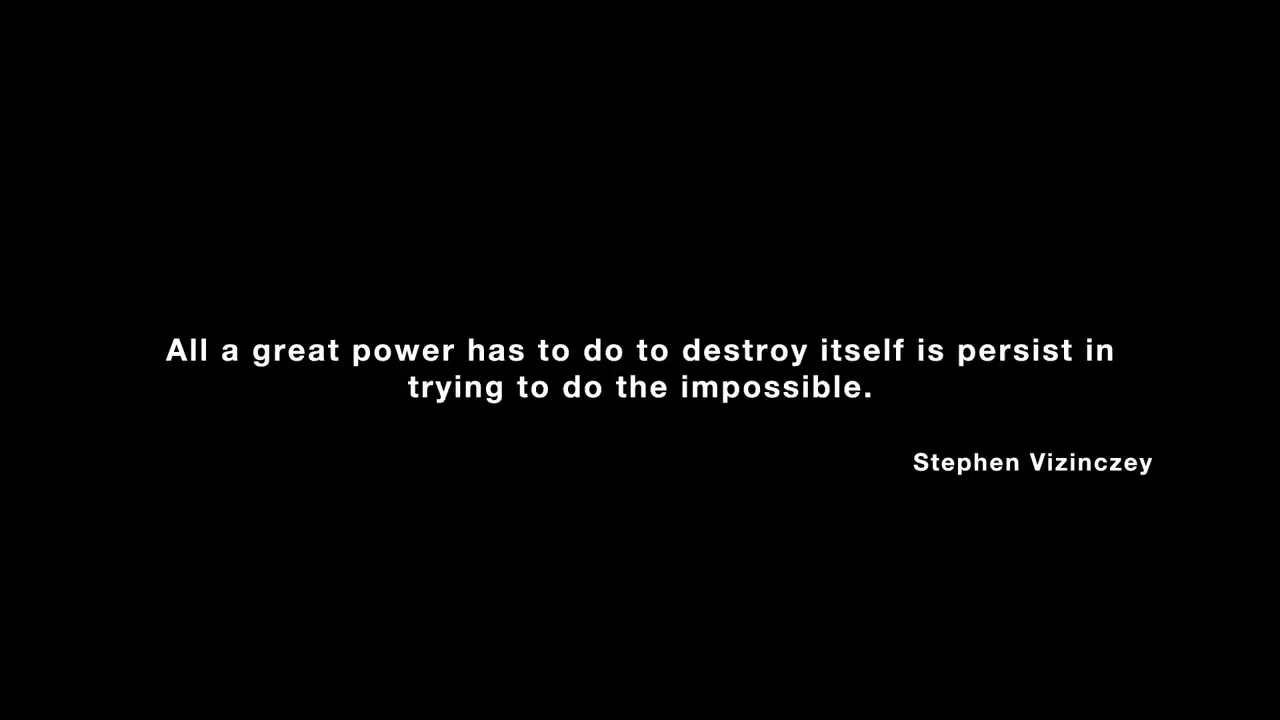 All a great power has to do to destroy itself is persist in
trying to do the impossible.
Stephen Vizinczey